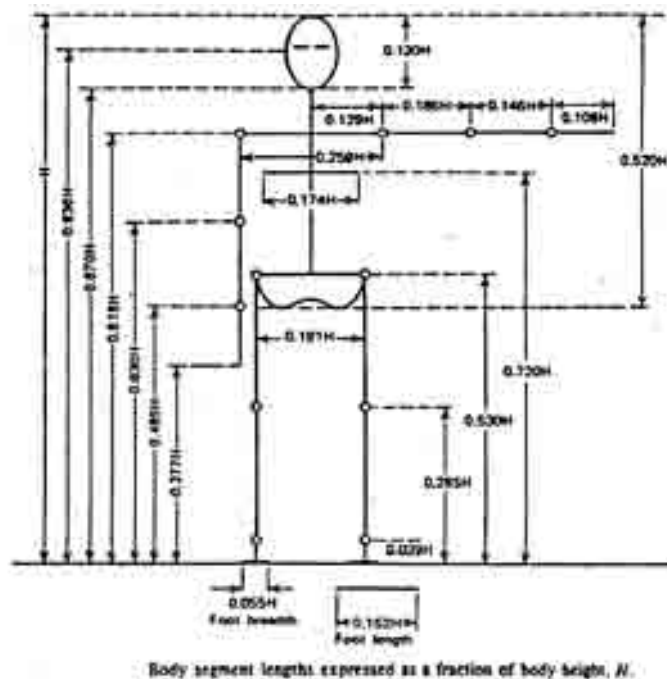 0.130H
0.129H
0.186H
0.146H
0.108H
0.259H
0.520H
0.174H
H
0.936H
0.870H
0.818H
0.630H
0.485H
0.377H
0.191H
0.720H
0.530H
0.285H
0.039H
0.055H
Foot breadth
0.152H
Foot length
Body segment lengths expressed as a fraction of body height, H.